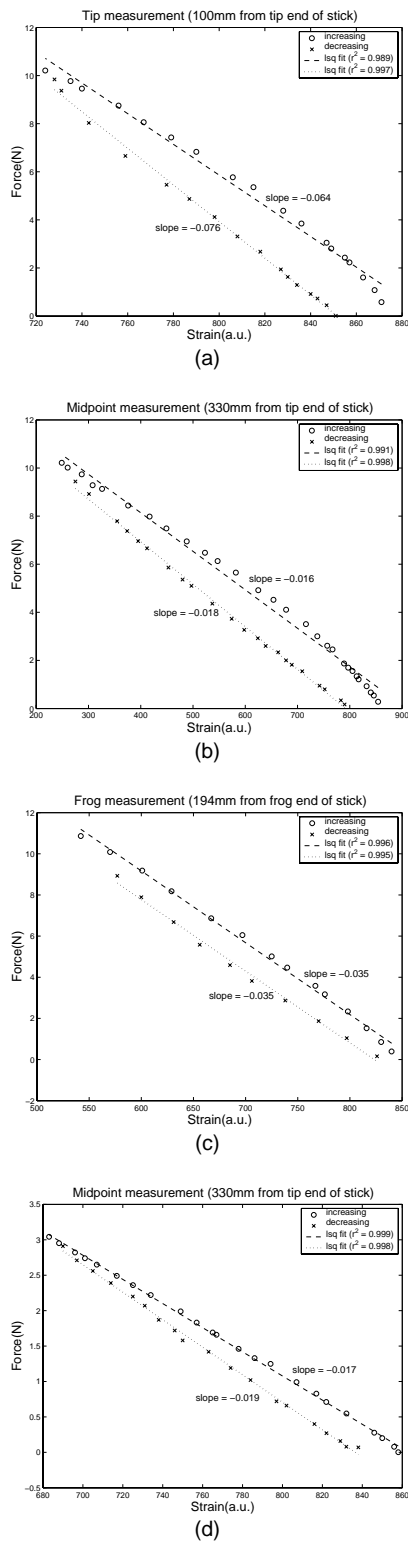 Tip measurement (100mm from tip end of stick)
12
10
8
6
4
2
0
Force(N)
increasing
decreasing
lsq fit (r² = 0.989)
lsq fit (r² = 0.997)
slope = −0.064
slope = −0.076
720 740 760 780 800 820 840 860 880
Strain(a.u.)
(a)
Midpoint measurement (330mm from tip end of stick)
12
10
8
6
4
2
0
Force(N)
increasing
decreasing
lsq fit (r² = 0.991)
lsq fit (r² = 0.998)
slope = −0.016
slope = −0.018
200 300 400 500 600 700 800 900
Strain(a.u.)
(b)
Frog measurement (194mm from frog end of stick)
12
10
8
6
4
2
0
−2
Force(N)
increasing
decreasing
lsq fit (r² = 0.996)
lsq fit (r² = 0.995)
slope = −0.035
slope = −0.035
500 550 600 650 700 750 800 850
Strain(a.u.)
(c)
Midpoint measurement (330mm from tip end of stick)
3.5
3
2.5
2
1.5
1
0.5
0
−0.5
Force(N)
increasing
decreasing
lsq fit (r² = 0.999)
lsq fit (r² = 0.998)
slope = −0.017
slope = −0.019
680 700 720 740 760 780 800 820 840 860
Strain(a.u.)
(d)